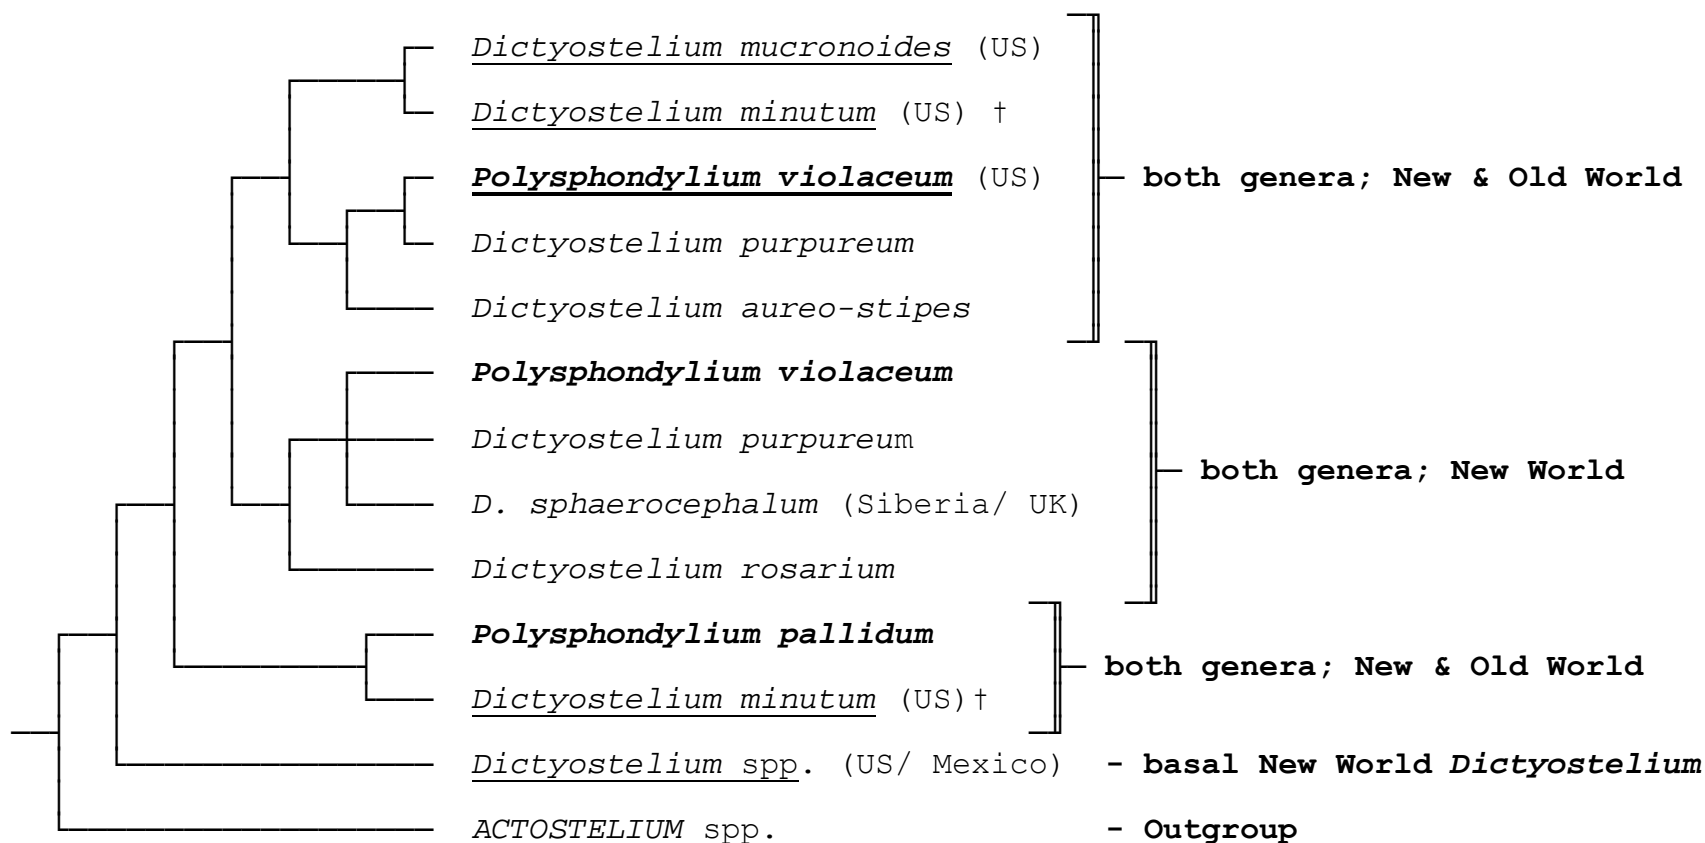 Dictyostelium mucronoides (US)
Dictyostelium minutum (US) †
Polysphondylium violaceum (US)
both genera; New & Old World
Dictyostelium purpureum
Dictyostelium aureo-stipes
Polysphondylium violaceum
Dictyostelium purpureum
both genera; New World
D. sphaerocephalum (Siberia/ UK)
Dictyostelium rosarium
Polysphondylium pallidum
both genera; New & Old World
Dictyostelium minutum (US)†
Dictyostelium spp. (US/ Mexico) - basal New World Dictyostelium
ACTOSTELIUM spp. - Outgroup